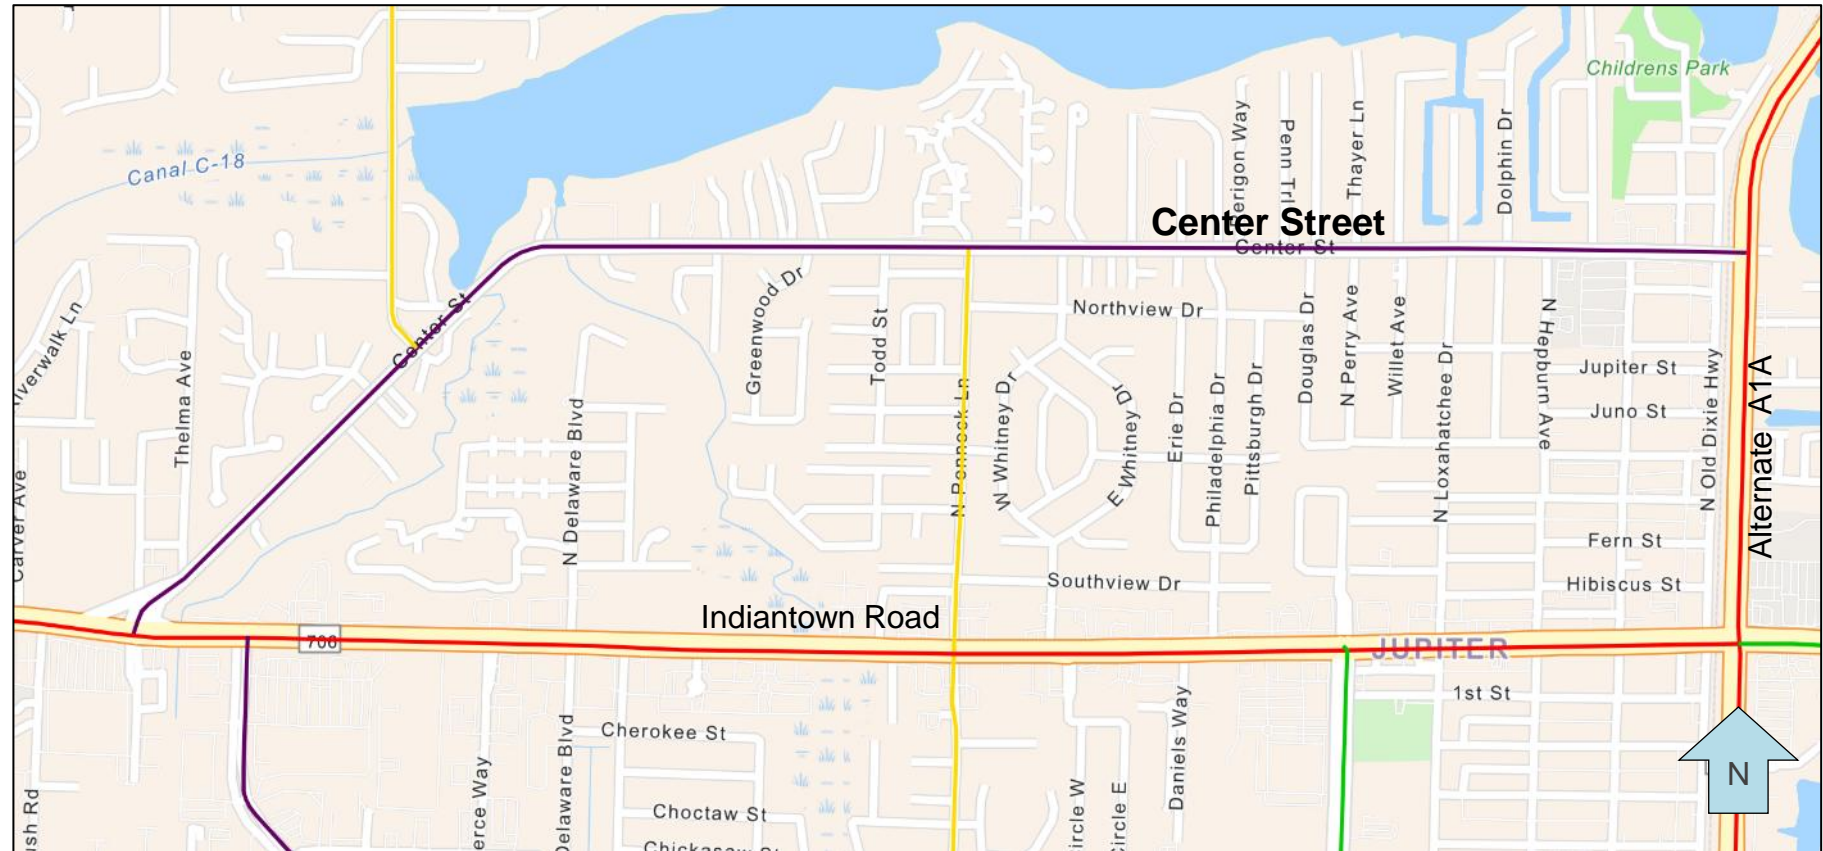 Childrens Park
Canal C-18
Penn Trl
Thayer Ln
Dolphin Dr
Center Street
Center St
Center St
Riverwalk Ln
Thelma Ave
Greenwood Dr
Todd St
Northview Dr
N Whitney Dr
E Whitney Dr
Erie Dr
Philadelphia Dr
Pittsburgh Dr
Douglas Dr
N Perry Ave
Willet Ave
N Loxahatchee Dr
N Hepburn Ave
Jupiter St
Juno St
N Old Dixie Hwy
Alternate A1A
Carver Ave
N Delaware Blvd
N Pennock Ln
Fern St
Hibiscus St
Southview Dr
Indiantown Road
706
JUPITER
1st St
Cherokee St
Choctaw St
Delaware Blvd
Daniels Way
N